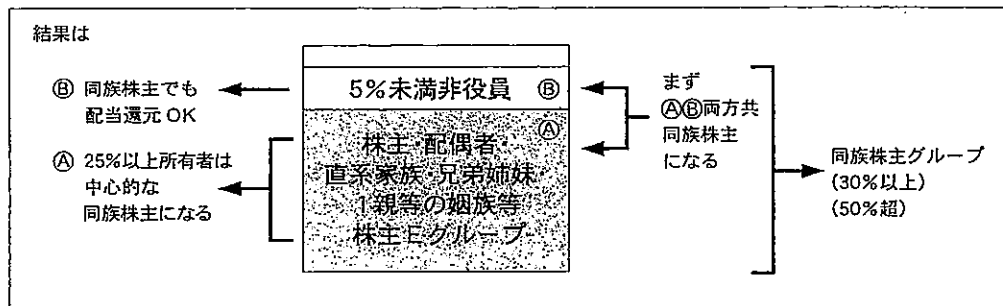 結果は
Ⓑ 同族株主でも
配当還元 OK
Ⓐ 25%以上所有者は
中心的な
同族株主になる
5%未満非役員 Ⓑ
Ⓐ
株主・配偶者・
直系家族・兄弟姉妹・
1親等の姻族等
株主Eグループ
まず
ⒶⒷ両方共
同族株主
になる
同族株主グループ
(30%以上)
(50%超)